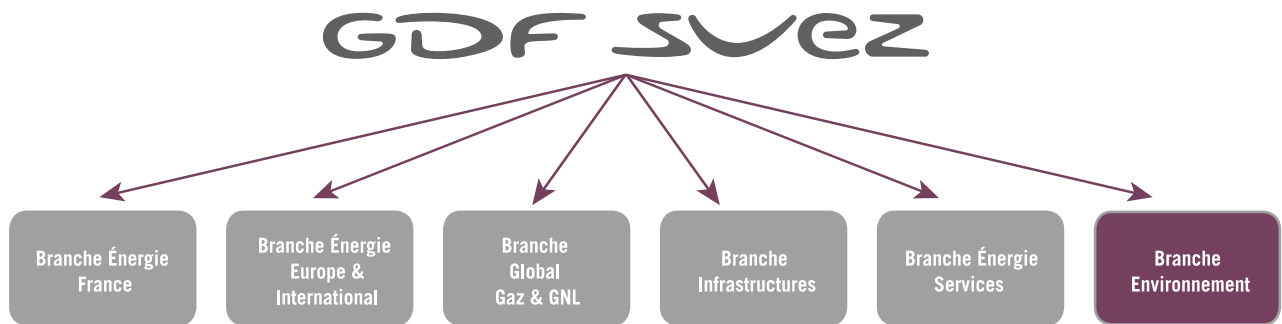 GDF SUEZ
Branche Énergie
France
Branche Énergie
Europe &
International
Branche
Global
Gaz & GNL
Branche
Infrastructures
Branche Énergie
Services
Branche
Environnement